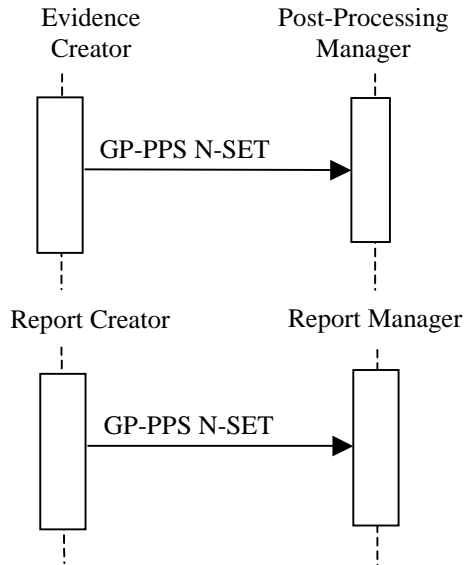 Evidence
Creator
Post-Processing
Manager
GP-PPS N-SET
Report Creator
Report Manager
GP-PPS N-SET